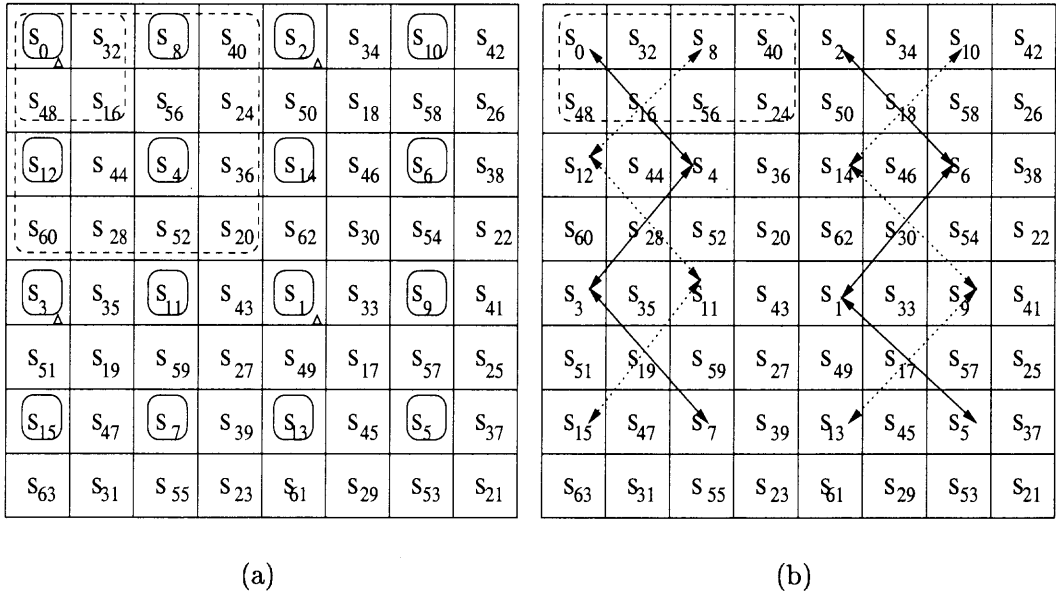 S0 S32 S8 S40 S2 S34 S10 S42 S0 S32 S8 S40 S2 S34 S10 S42
S48 S16 S56 S24 S50 S18 S58 S26 S48 S16 S56 S24 S50 S18 S58 S26
S12 S44 S4 S36 S14 S46 S6 S38 S12 S44 S4 S36 S14 S46 S6 S38
S60 S28 S52 S20 S62 S30 S54 S22 S60 S28 S52 S20 S62 S30 S54 S22
S3 S35 S11 S43 S1 S33 S9 S41 S3 S35 S11 S43 S1 S33 S9 S41
S51 S19 S59 S27 S49 S17 S57 S25 S51 S19 S59 S27 S49 S17 S57 S25
S15 S47 S7 S39 S13 S45 S5 S37 S15 S47 S7 S39 S13 S45 S5 S37
S63 S31 S55 S23 S61 S29 S53 S21 S63 S31 S55 S23 S61 S29 S53 S21
(a) (b)